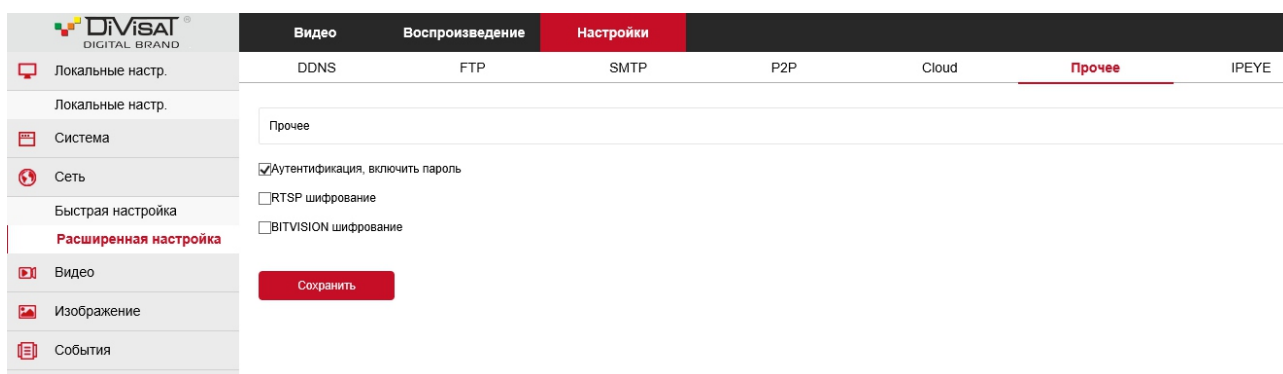 DiViSAT ®
DIGITAL BRAND
Видео Воспроизведение Настройки
Локальные настр.
DDNS FTP SMTP P2P Cloud Прочее IPEYE
Локальные настр.
Прочее
Система
Аутентификация, включить пароль
Сеть
RTSP шифрование
Быстрая настройка
BITVISION шифрование
Расширенная настройка
Видео
Сохранить
Изображение
События